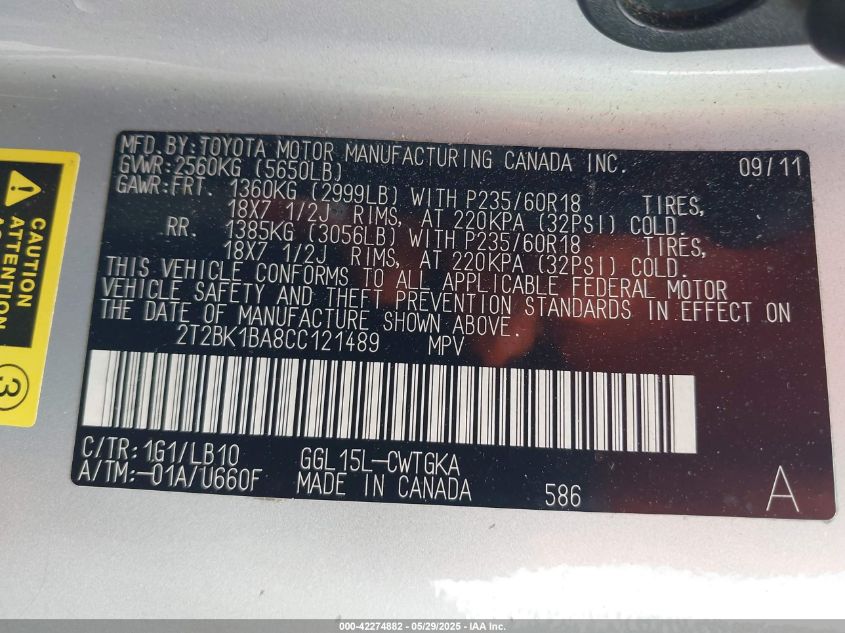 MFD.BY:TOYOTA MOTOR MANUFACTURING CANADA INC. 09/11
GVWR:2560KG (5650LB)
GAWR:FRT. 1360KG (2999LB) WITH P235/60R18 TIRES,
18X7 1/2J RIMS, AT 220KPA (32PSI) COLD.
RR. 1385KG (3056LB) WITH P235/60R18 TIRES,
18X7 1/2J RIMS, AT 220KPA (32PSI) COLD.
THIS VEHICLE CONFORMS TO ALL APPLICABLE FEDERAL MOTOR
VEHICLE SAFETY AND THEFT PREVENTION STANDARDS IN EFFECT ON
THE DATE OF MANUFACTURE SHOWN ABOVE.
2T2BK1BA8CC121489 MPV
C/TR:1G1/LB10 GGL15L-CWTGKA
A/TM:-01A/U660F MADE IN CANADA 586 A
CAUTION
ATTENTION
3
000-42274882 - 05/29/2025 - IAA Inc.